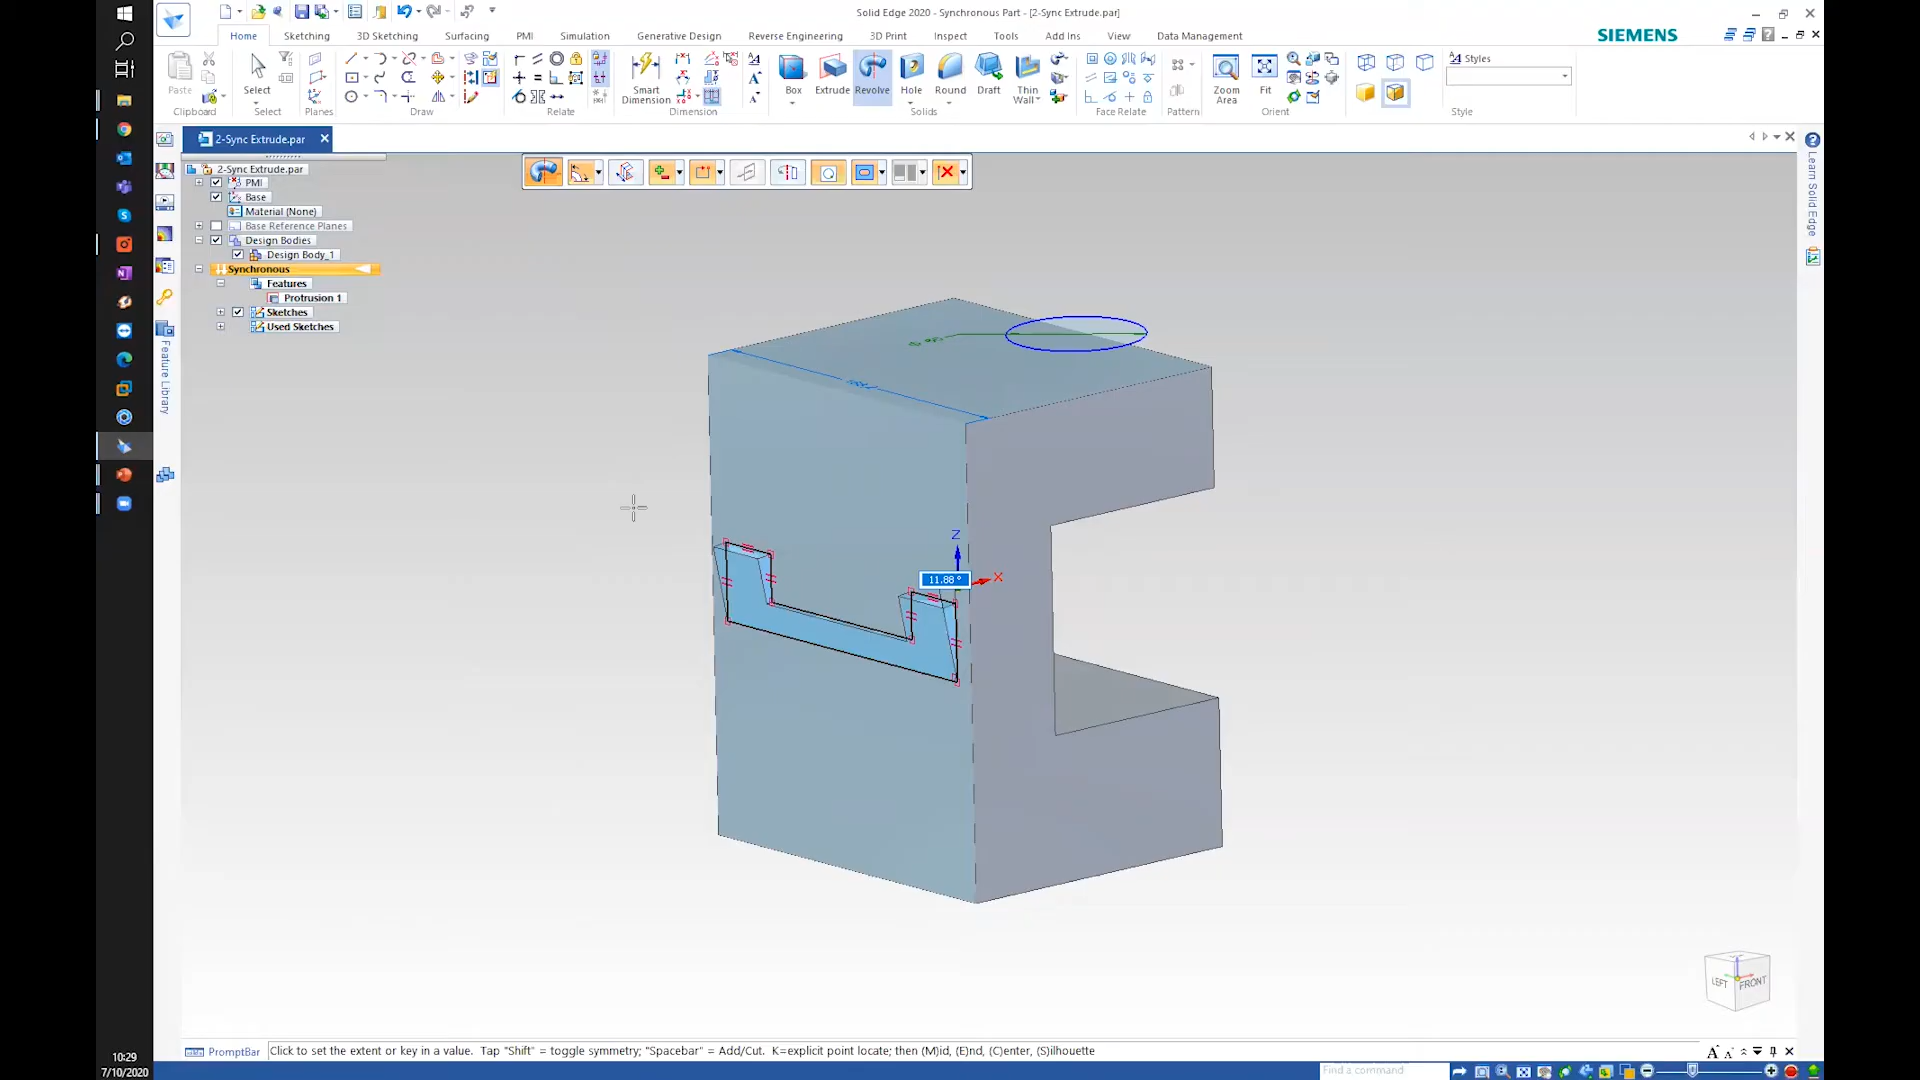 Solid Edge 2020 - Synchronous Part - [2-Sync Extrude.par]
Home Sketching 3D Sketching Surfacing PMI Simulation Generative Design Reverse Engineering 3D Print Inspect Tools Add Ins View Data Management
SIEMENS
Paste
Select
Smart Dimension
Box Extrude Revolve Hole Round Draft Thin Wall
Zoom Area
Fit
Styles
Clipboard Select Planes Draw Relate Dimension Solids Face Relate Pattern Orient Style
2-Sync Extrude.par
2-Sync Extrude.par
PMI
Base
Material (None)
Base Reference Planes
Design Bodies
Design Body_1
Synchronous
Features
Protrusion 1
Sketches
Used Sketches
Feature Library
Learn Solid Edge
Z
X
11.88 °
LEFT
FRONT
PromptBar
Click to set the extent or key in a value. Tap "Shift" = toggle symmetry; "Spacebar" = Add/Cut. K=explicit point locate; then (M)id, (E)nd, (C)enter, (S)ilhouette
Find a command
10:29
7/10/2020